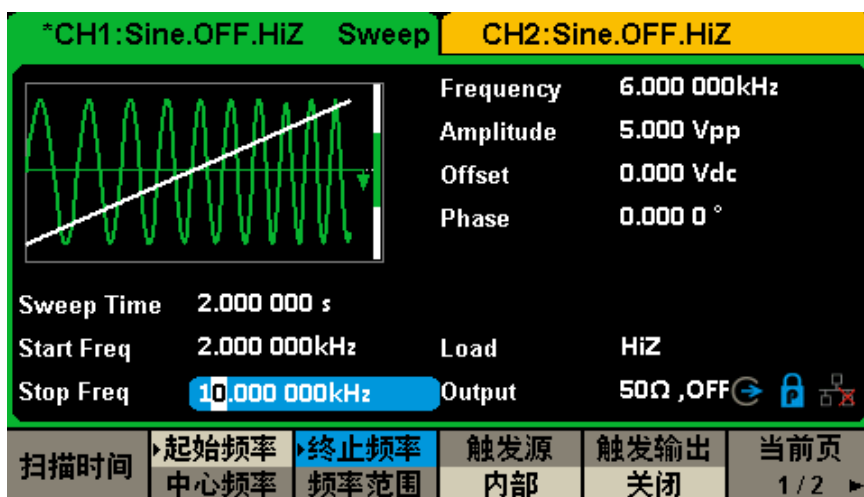 *CH1:Sine.OFF.HiZ Sweep CH2:Sine.OFF.HiZ
Frequency 6.000 000kHz
Amplitude 5.000 Vpp
Offset 0.000 Vdc
Phase 0.000 0 °
Sweep Time 2.000 000 s
Start Freq 2.000 000kHz Load HiZ
Stop Freq 10.000 000kHz Output 50Ω ,OFF P
扫描时间 起始频率 终止频率 触发源 触发输出 当前页
中心频率 频率范围 内部 关闭 1/2